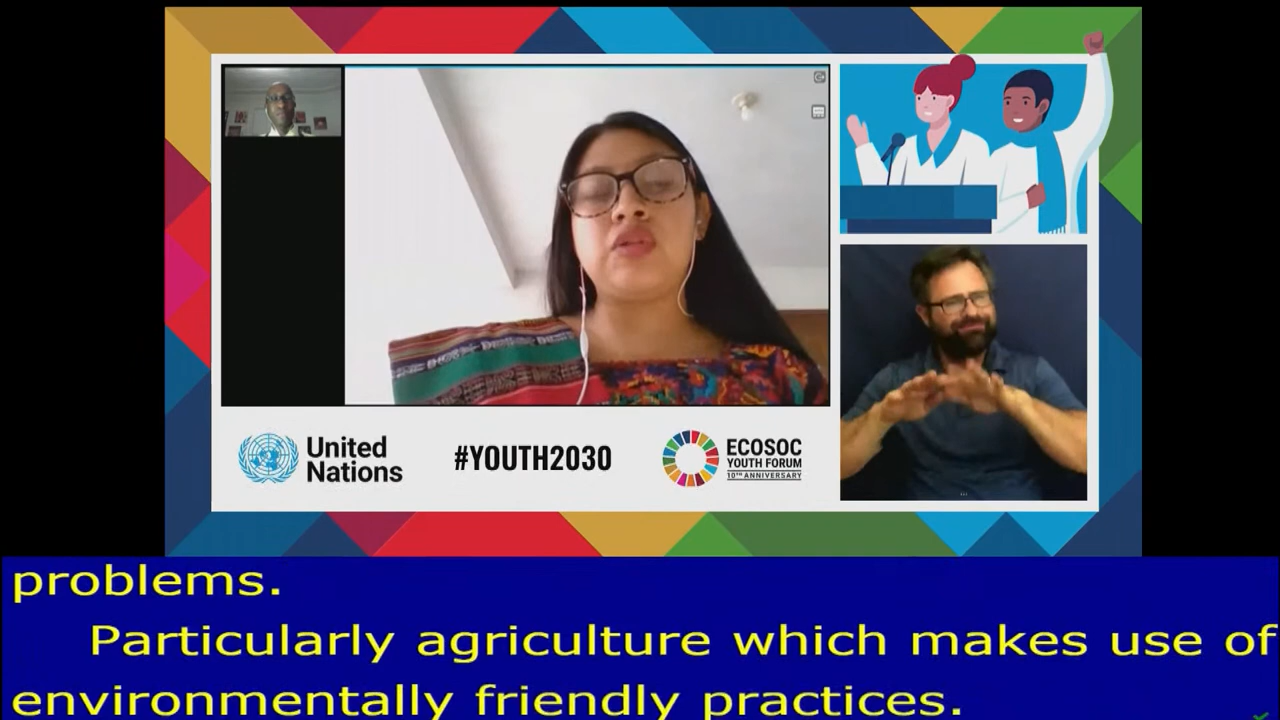 United
Nations
#YOUTH2030
ECOSOC
YOUTH FORUM
10TH ANNIVERSARY
problems.
Particularly agriculture which makes use of
environmentally friendly practices.